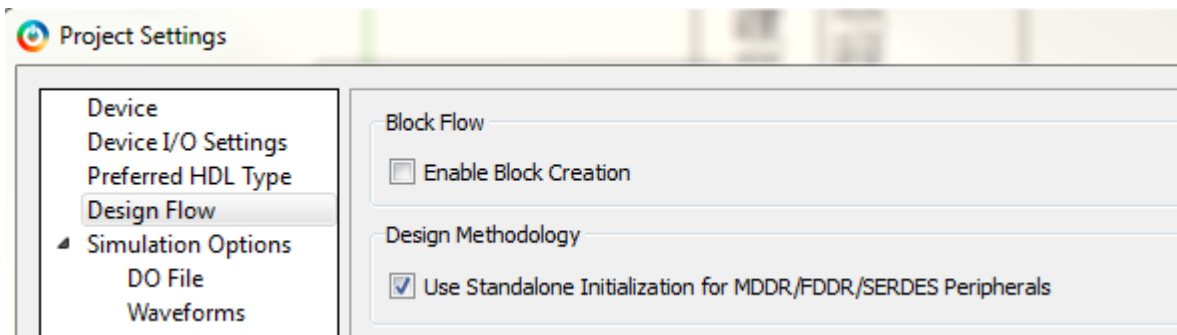 Project Settings
Device
Device I/O Settings
Preferred HDL Type
Design Flow
Simulation Options
DO File
Waveforms
Block Flow
Enable Block Creation
Design Methodology
Use Standalone Initialization for MDDR/FDDR/SERDES Peripherals